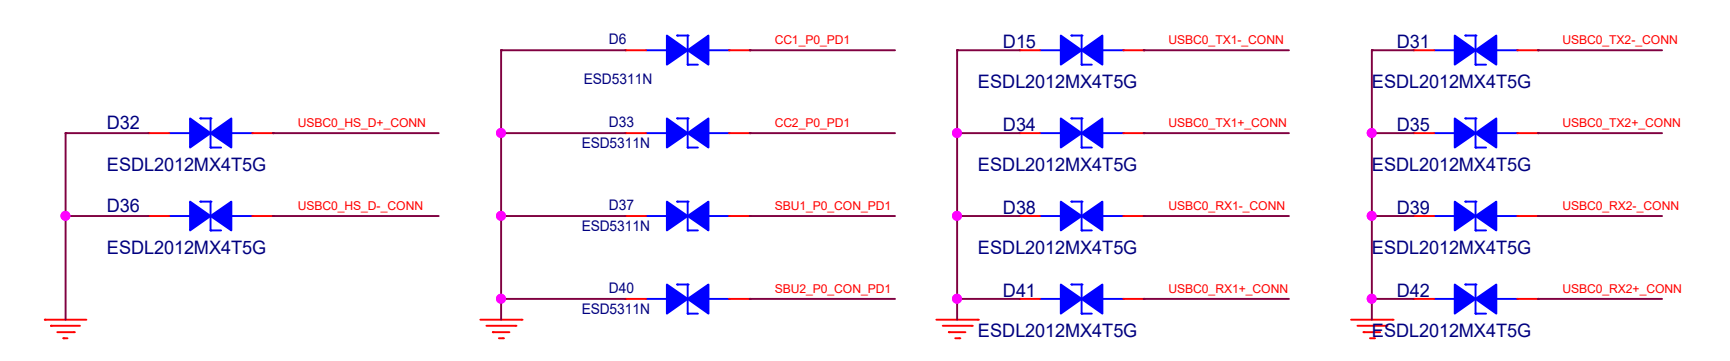 D32
USBC0_HS_D+_CONN
ESDL2012MX4T5G
D36
USBC0_HS_D-_CONN
ESDL2012MX4T5G
D6
CC1_P0_PD1
ESD5311N
D33
CC2_P0_PD1
ESD5311N
D37
SBU1_P0_CON_PD1
ESD5311N
D40
SBU2_P0_CON_PD1
ESD5311N
D15
USBC0_TX1-_CONN
ESDL2012MX4T5G
D34
USBC0_TX1+_CONN
ESDL2012MX4T5G
D38
USBC0_RX1-_CONN
ESDL2012MX4T5G
D41
USBC0_RX1+_CONN
ESDL2012MX4T5G
D31
USBC0_TX2-_CONN
ESDL2012MX4T5G
D35
USBC0_TX2+_CONN
ESDL2012MX4T5G
D39
USBC0_RX2-_CONN
ESDL2012MX4T5G
D42
USBC0_RX2+_CONN
ESDL2012MX4T5G